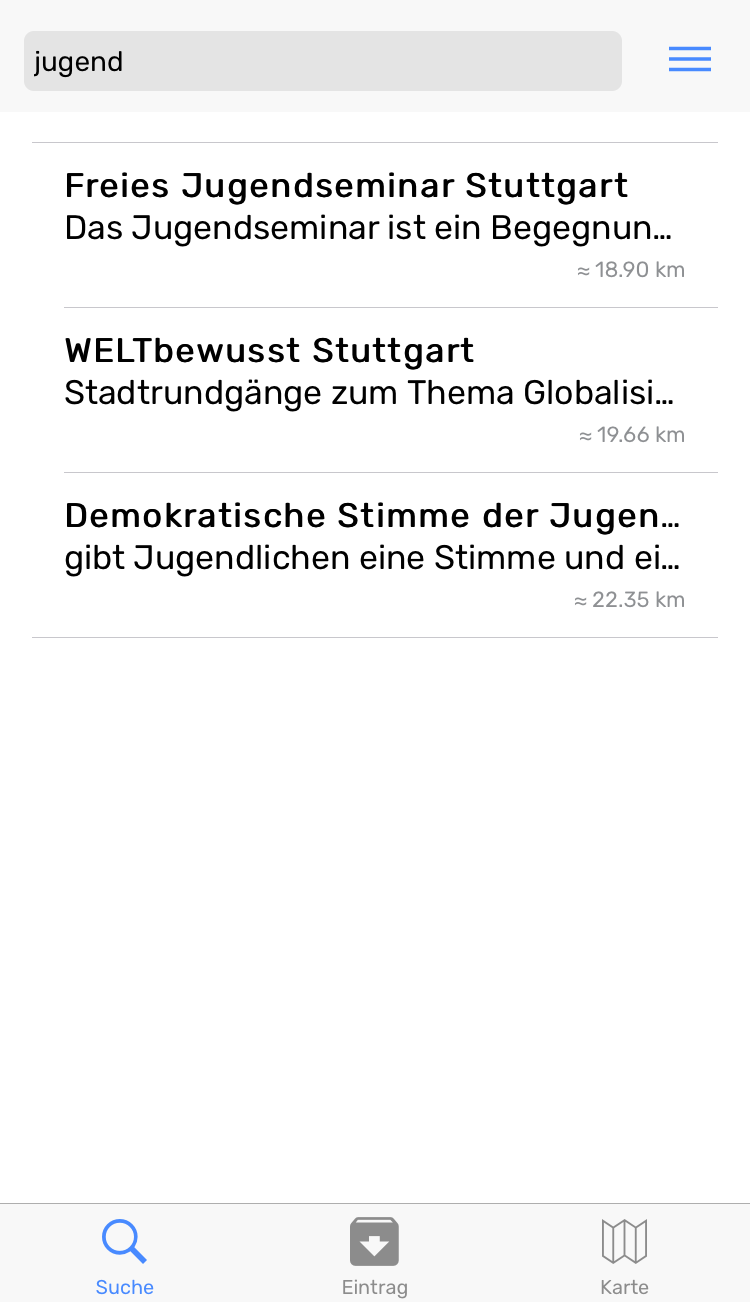 jugend
Freies Jugendseminar Stuttgart
Das Jugendseminar ist ein Begegnun...
≈ 18.90 km
WELTbewusst Stuttgart
Stadtrundgänge zum Thema Globalisi...
≈ 19.66 km
Demokratische Stimme der Jugen...
gibt Jugendlichen eine Stimme und ei...
≈ 22.35 km
Suche
Eintrag
Karte